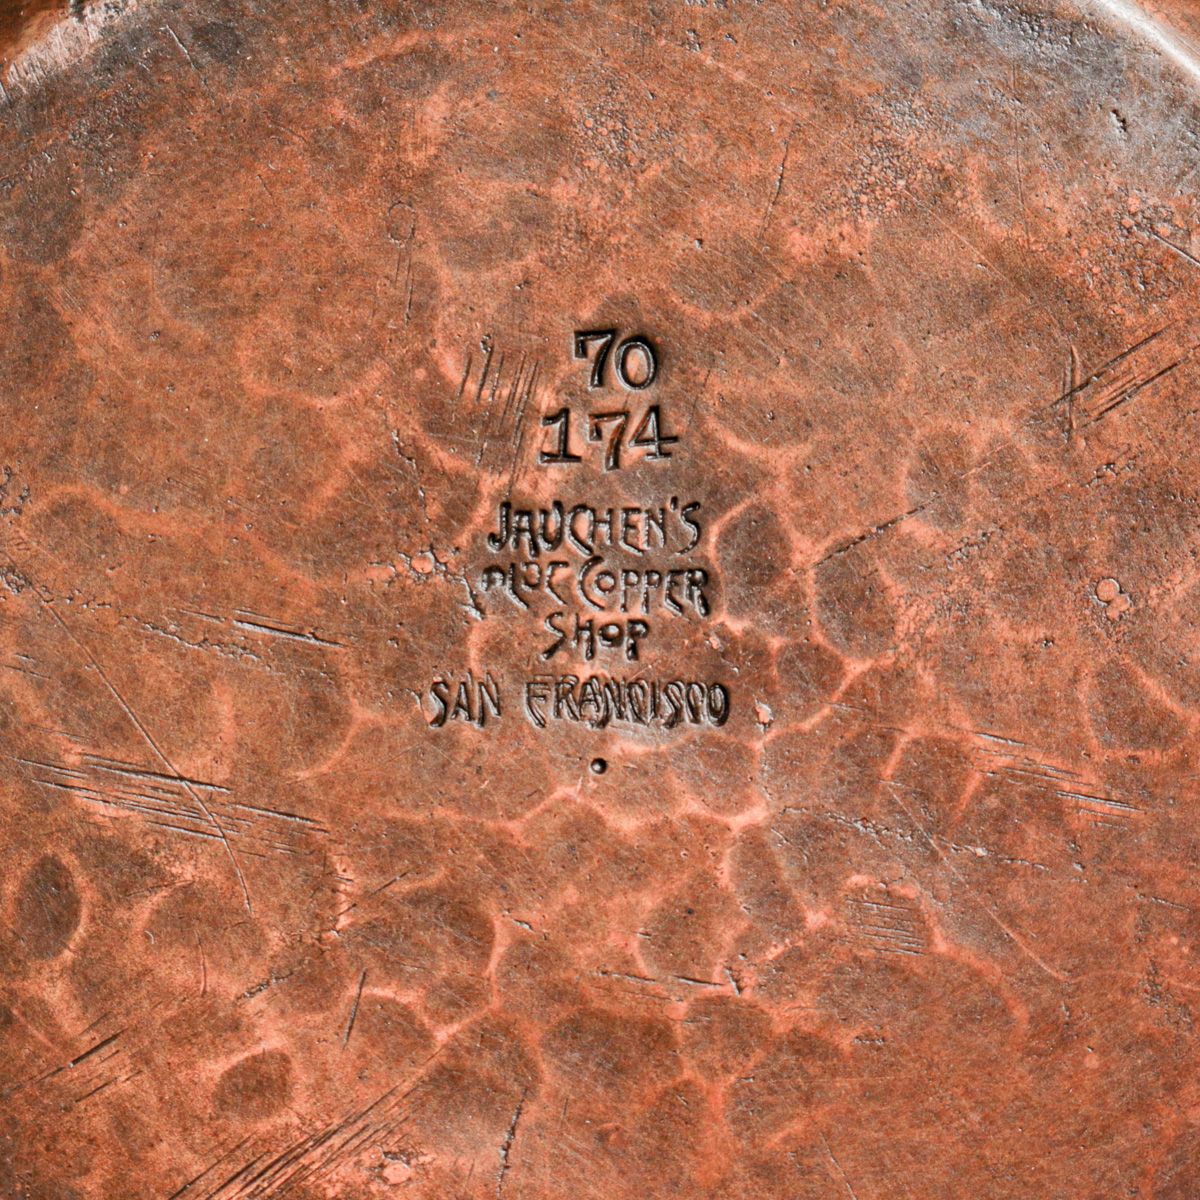 70
174
JAUCHEN'S
OLDE COPPER
SHOP
SAN FRANCISCO